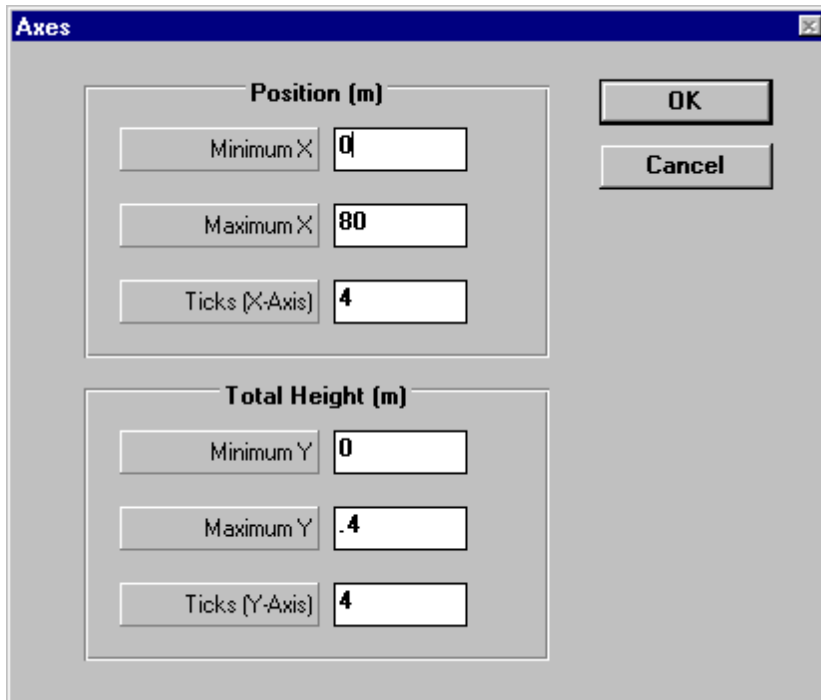 Axes
Position (m)
Minimum X 0
Maximum X 80
Ticks (X-Axis) 4
OK
Cancel
Total Height (m)
Minimum Y 0
Maximum Y .4
Ticks (Y-Axis) 4